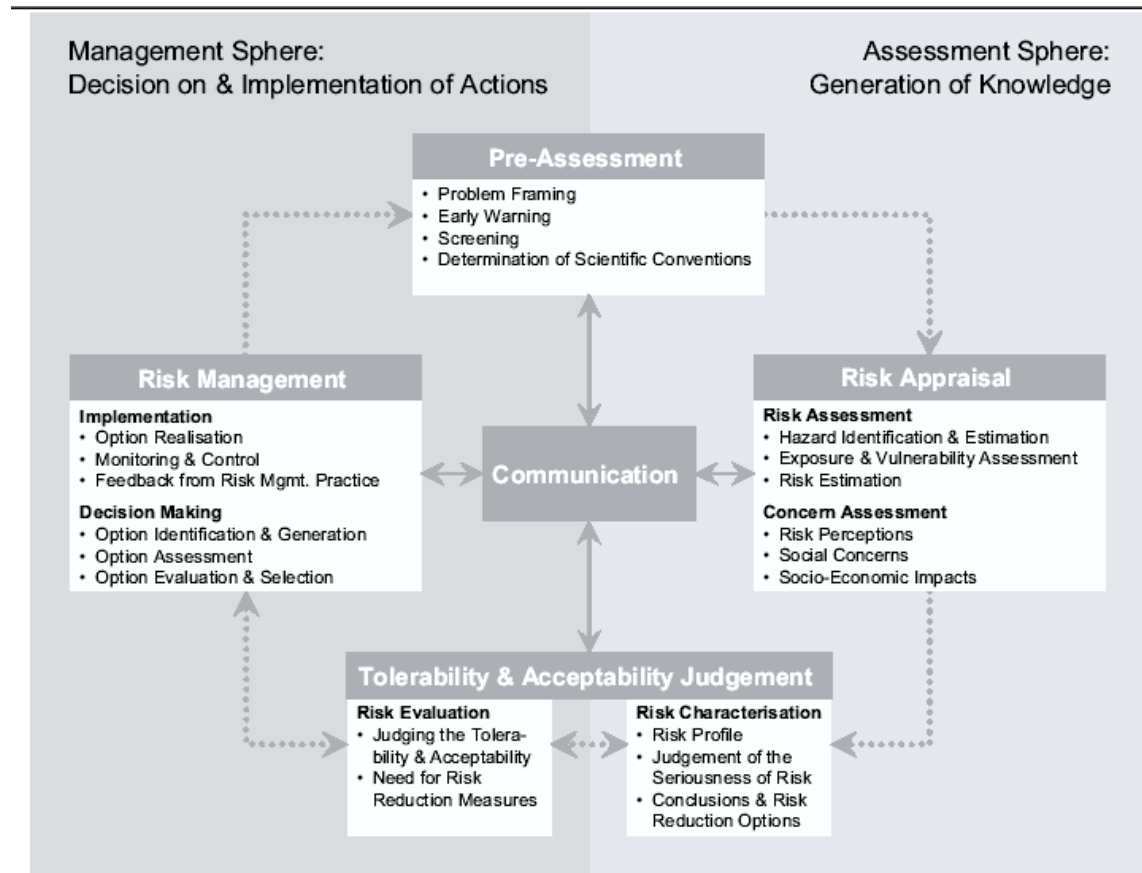 Management Sphere:
Decision on & Implementation of Actions
Assessment Sphere:
Generation of Knowledge
Pre-Assessment
• Problem Framing
• Early Warning
• Screening
• Determination of Scientific Conventions
Risk Management
Implementation
• Option Realisation
• Monitoring & Control
• Feedback from Risk Mgmt. Practice
Decision Making
• Option Identification & Generation
• Option Assessment
• Option Evaluation & Selection
Communication
Risk Appraisal
Risk Assessment
• Hazard Identification & Estimation
• Exposure & Vulnerability Assessment
• Risk Estimation
Concern Assessment
• Risk Perceptions
• Social Concerns
• Socio-Economic Impacts
Tolerability & Acceptability Judgement
Risk Evaluation
• Judging the Tolera-
bility & Acceptability
• Need for Risk
Reduction Measures
Risk Characterisation
• Risk Profile
• Judgement of the
Seriousness of Risk
• Conclusions & Risk
Reduction Options